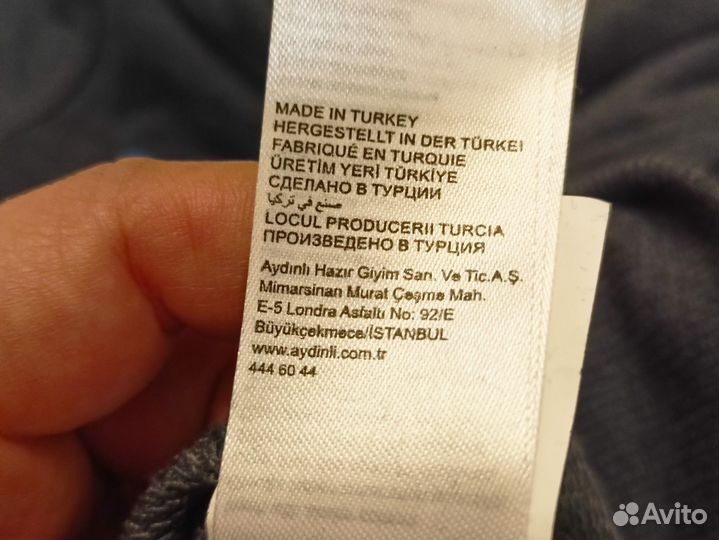 MADE IN TURKEY
HERGESTELLT IN DER TÜRKEI
FABRIQUÉ EN TURQUIE
ÜRETİM YERİ TÜRKİYE
СДЕЛАНО В ТУРЦИИ
صنع في تركيا
LOCUL PRODUCERII TURCIA
ПРОИЗВЕДЕНО В ТУРЦИЯ
Aydınlı Hazır Giyim San. Ve Tic.A.Ş.
Mimarsinan Murat Çeşme Mah.
E-5 Londra Asfaltı No: 92/E
Büyükçekmece/İSTANBUL
www.aydinli.com.tr
444 60 44
Avito